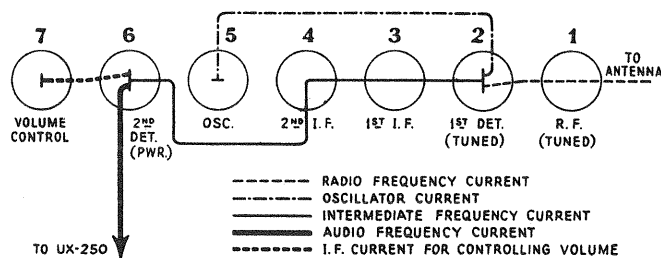 7 6 5 4 3 2 1
TO
ANTENNA
VOLUME
CONTROL
2ND
DET.
(PWR.)
OSC.
2ND I.F.
1ST I.F.
1ST DET.
(TUNED)
R.F.
(TUNED)
RADIO FREQUENCY CURRENT
OSCILLATOR CURRENT
INTERMEDIATE FREQUENCY CURRENT
AUDIO FREQUENCY CURRENT
I.F. CURRENT FOR CONTROLLING VOLUME
TO UX-250